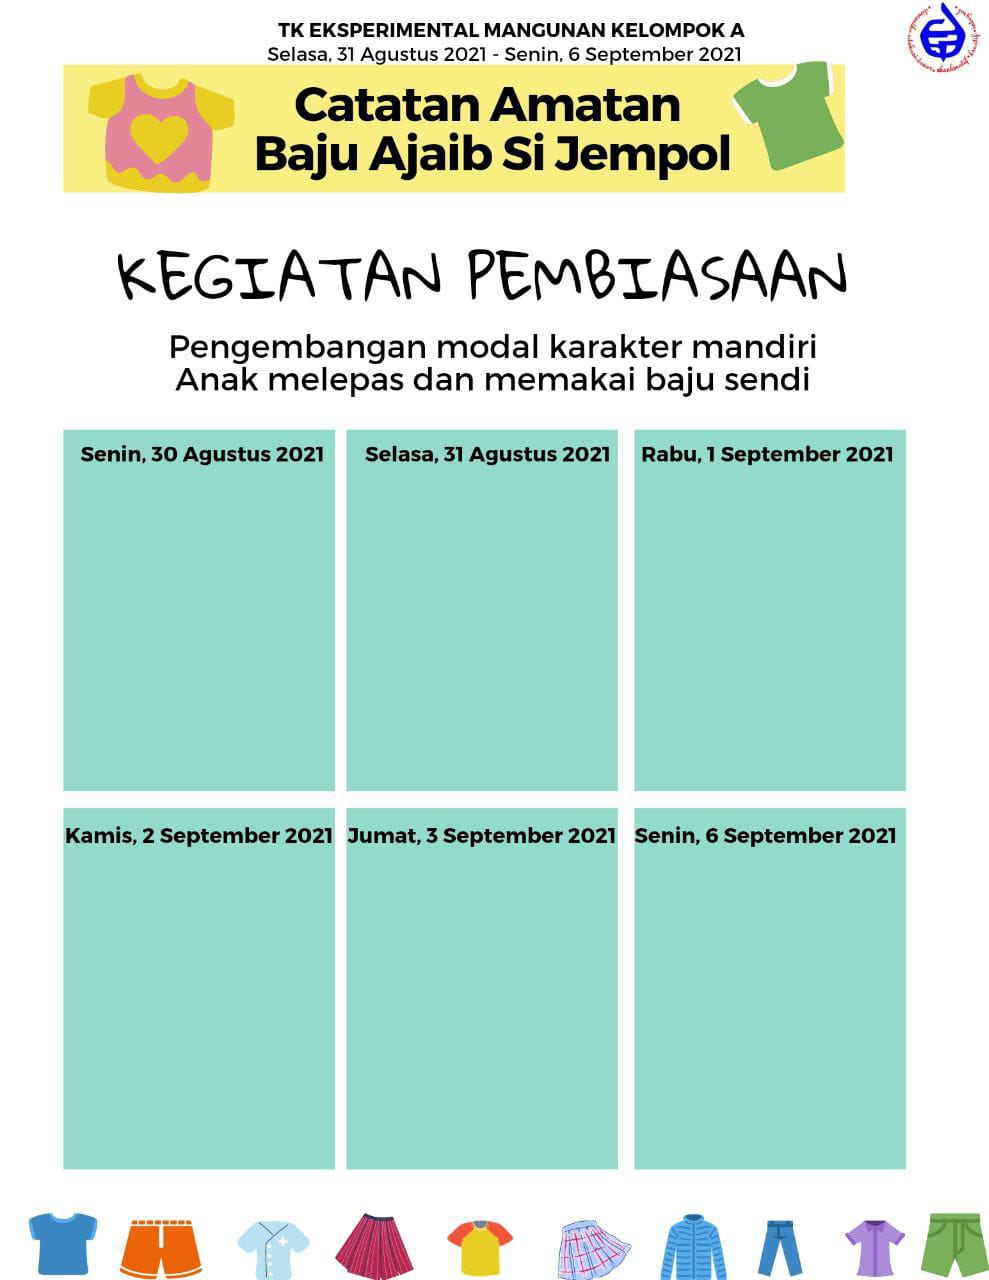 TK EKSPERIMENTAL MANGUNAN KELOMPOK A
Selasa, 31 Agustus 2021 - Senin, 6 September 2021
Catatan Amatan
Baju Ajaib Si Jempol
KEGIATAN PEMBIASAAN
Pengembangan modal karakter mandiri
Anak melepas dan memakai baju sendi
Senin, 30 Agustus 2021
Selasa, 31 Agustus 2021
Rabu, 1 September 2021
Kamis, 2 September 2021
Jumat, 3 September 2021
Senin, 6 September 2021